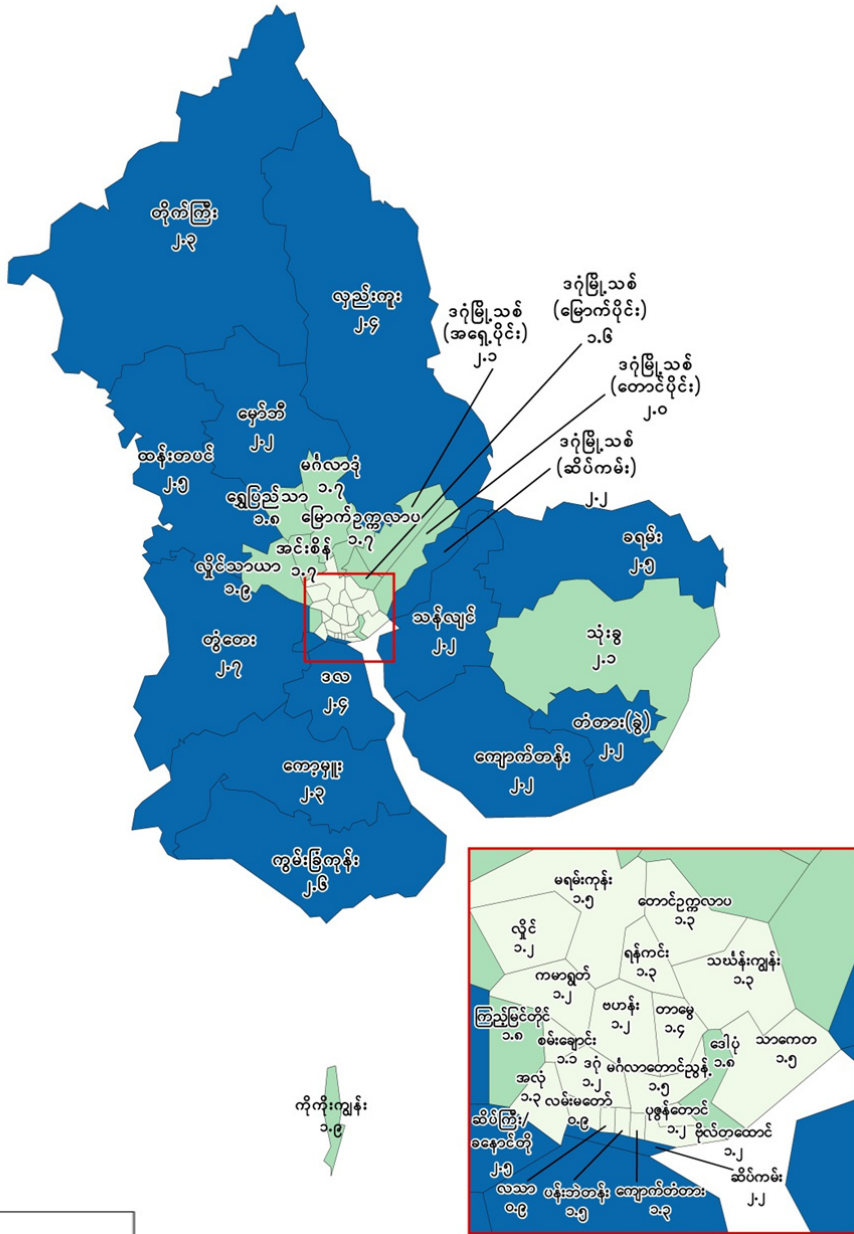 တိုက်ကြီး
၂.၃
လှည်းကူး
၂.၄
ဒဂုံမြို့သစ်
(အရှေ့ပိုင်း)
၂.၁
ဒဂုံမြို့သစ်
(မြောက်ပိုင်း)
၁.၆
ဒဂုံမြို့သစ်
(တောင်ပိုင်း)
၂.၀
ဒဂုံမြို့သစ်
(ဆိပ်ကမ်း)
၂.၂
မှော်ဘီ
၂.၂
ထန်းတပင်
၂.၅
မင်္ဂလာဒုံ
၁.၇
ရွှေပြည်သာ
၁.၈
မြောက်ဥက္ကလာပ
၁.၇
အင်းစိန်
၁.၇
လှိုင်သာယာ
၁.၉
ခရမ်း
၂.၅
သန်လျင်
၂.၂
သုံးခွ
၂.၁
တွံတေး
၂.၇
ဒလ
၂.၄
တံတား(ခွဲ)
၂.၂
ကျောက်တန်း
၂.၂
ကော့မှူး
၂.၃
ကွမ်းခြံကုန်း
၂.၆
ကိုကိုးကျွန်း
၁.၉
မရမ်းကုန်း
၁.၅
တောင်ဥက္ကလာပ
၁.၃
လှိုင်
၁.၂
ရန်ကင်း
၁.၃
သင်္ဃန်းကျွန်း
၁.၃
ကမာရွတ်
၁.၂
ဗဟန်း
၁.၂
တာမွေ
၁.၄
ကြည့်မြင်တိုင်
၁.၈
စမ်းချောင်း
၁.၁
ဒေါပုံ
၁.၈
သာကေတ
၁.၅
ဒဂုံ
၁.၂
မင်္ဂလာတောင်ညွန့်
၁.၅
အလုံ
၁.၃
လမ်းမတော်
၀.၉
ပုဇွန်တောင်
၁.၂
ဗိုလ်တထောင်
၁.၂
ဆိပ်ကြီး/
ခနောင်တို
၂.၅
ဆိပ်ကမ်း
၂.၂
လသာ
၀.၉
ပန်းဘဲတန်း
၁.၅
ကျောက်တံတား
၁.၃